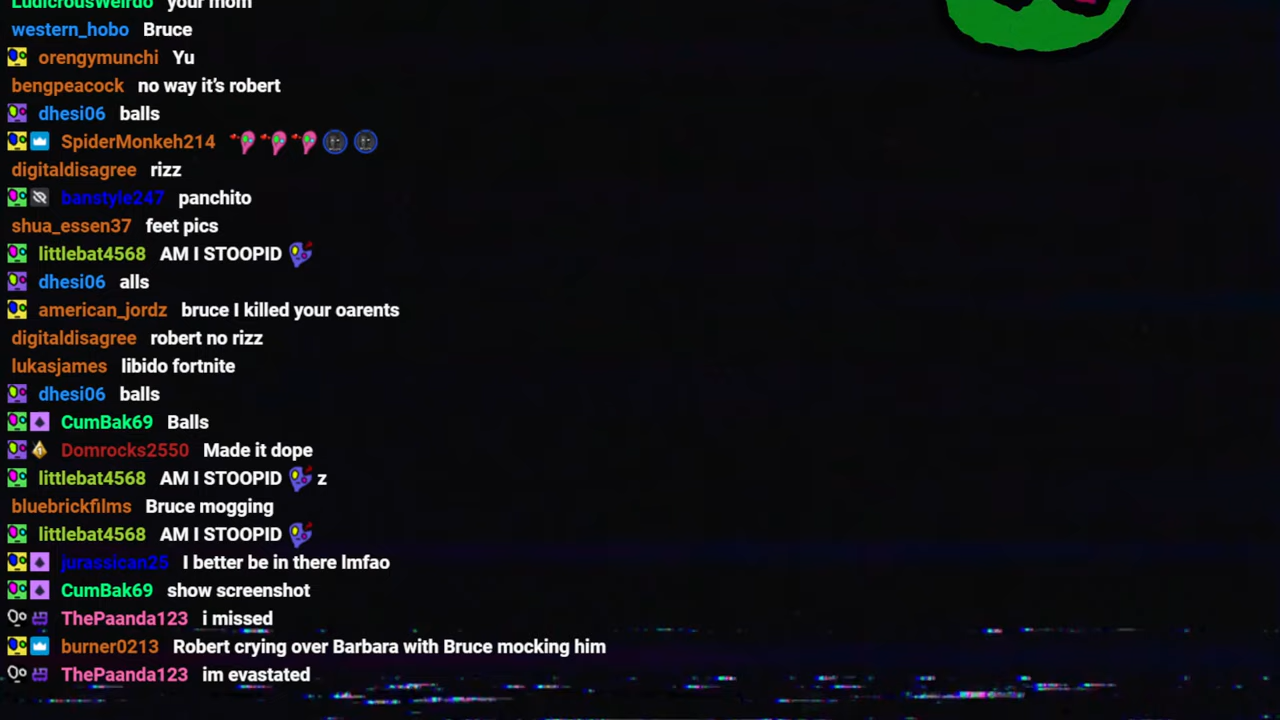 LudicrousWeirdo your mom
western_hobo Bruce
orengymunchi Yu
bengpeacock no way it's robert
dhesi06 balls
SpiderMonkeh214
digitaldisagree rizz
banstyle247 panchito
shua_essen37 feet pics
littlebat4568 AM I STOOPID
dhesi06 alls
american_jordz bruce I killed your oarents
digitaldisagree robert no rizz
lukasjames libido fortnite
dhesi06 balls
CumBak69 Balls
Domrocks2550 Made it dope
littlebat4568 AM I STOOPID z
bluebrickfilms Bruce mogging
littlebat4568 AM I STOOPID
jurassican25 I better be in there lmfao
CumBak69 show screenshot
ThePaanda123 i missed
burner0213 Robert crying over Barbara with Bruce mocking him
ThePaanda123 im evastated